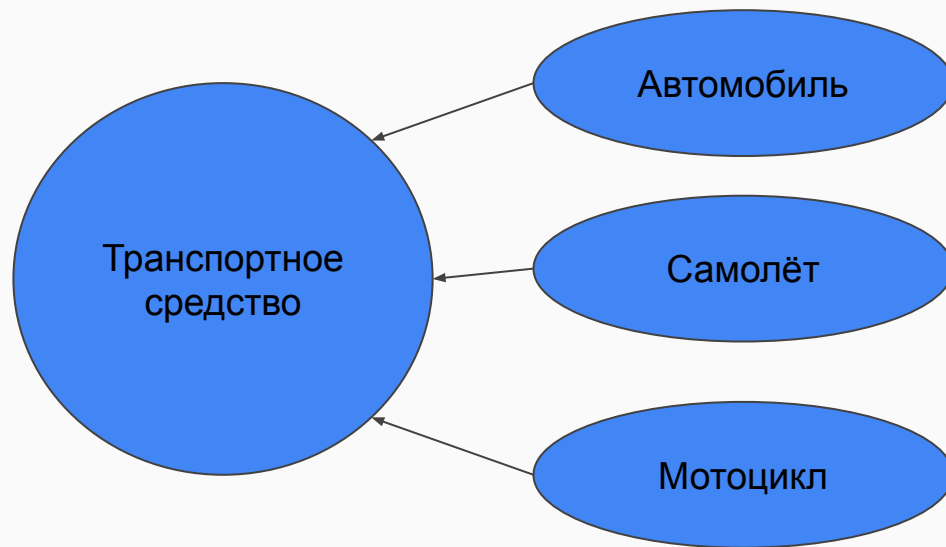 Автомобиль
Транспортное
средство
Самолёт
Мотоцикл